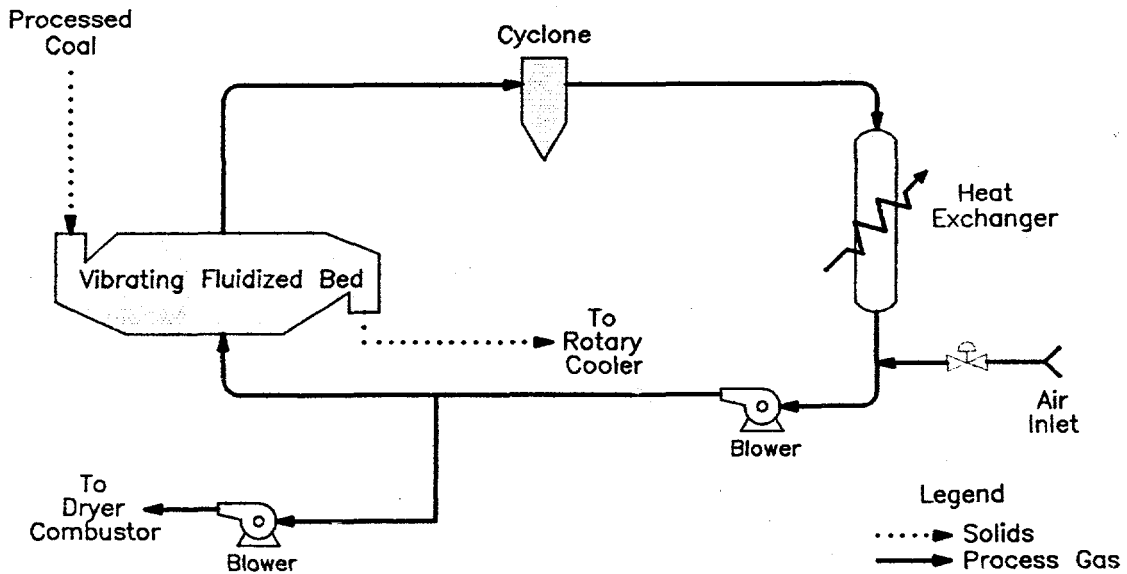 Processed
Coal
Cyclone
Heat
Exchanger
Vibrating Fluidized Bed
To
Rotary
Cooler
Air
Inlet
Blower
To
Dryer
Combustor
Blower
Legend
Solids
Process Gas